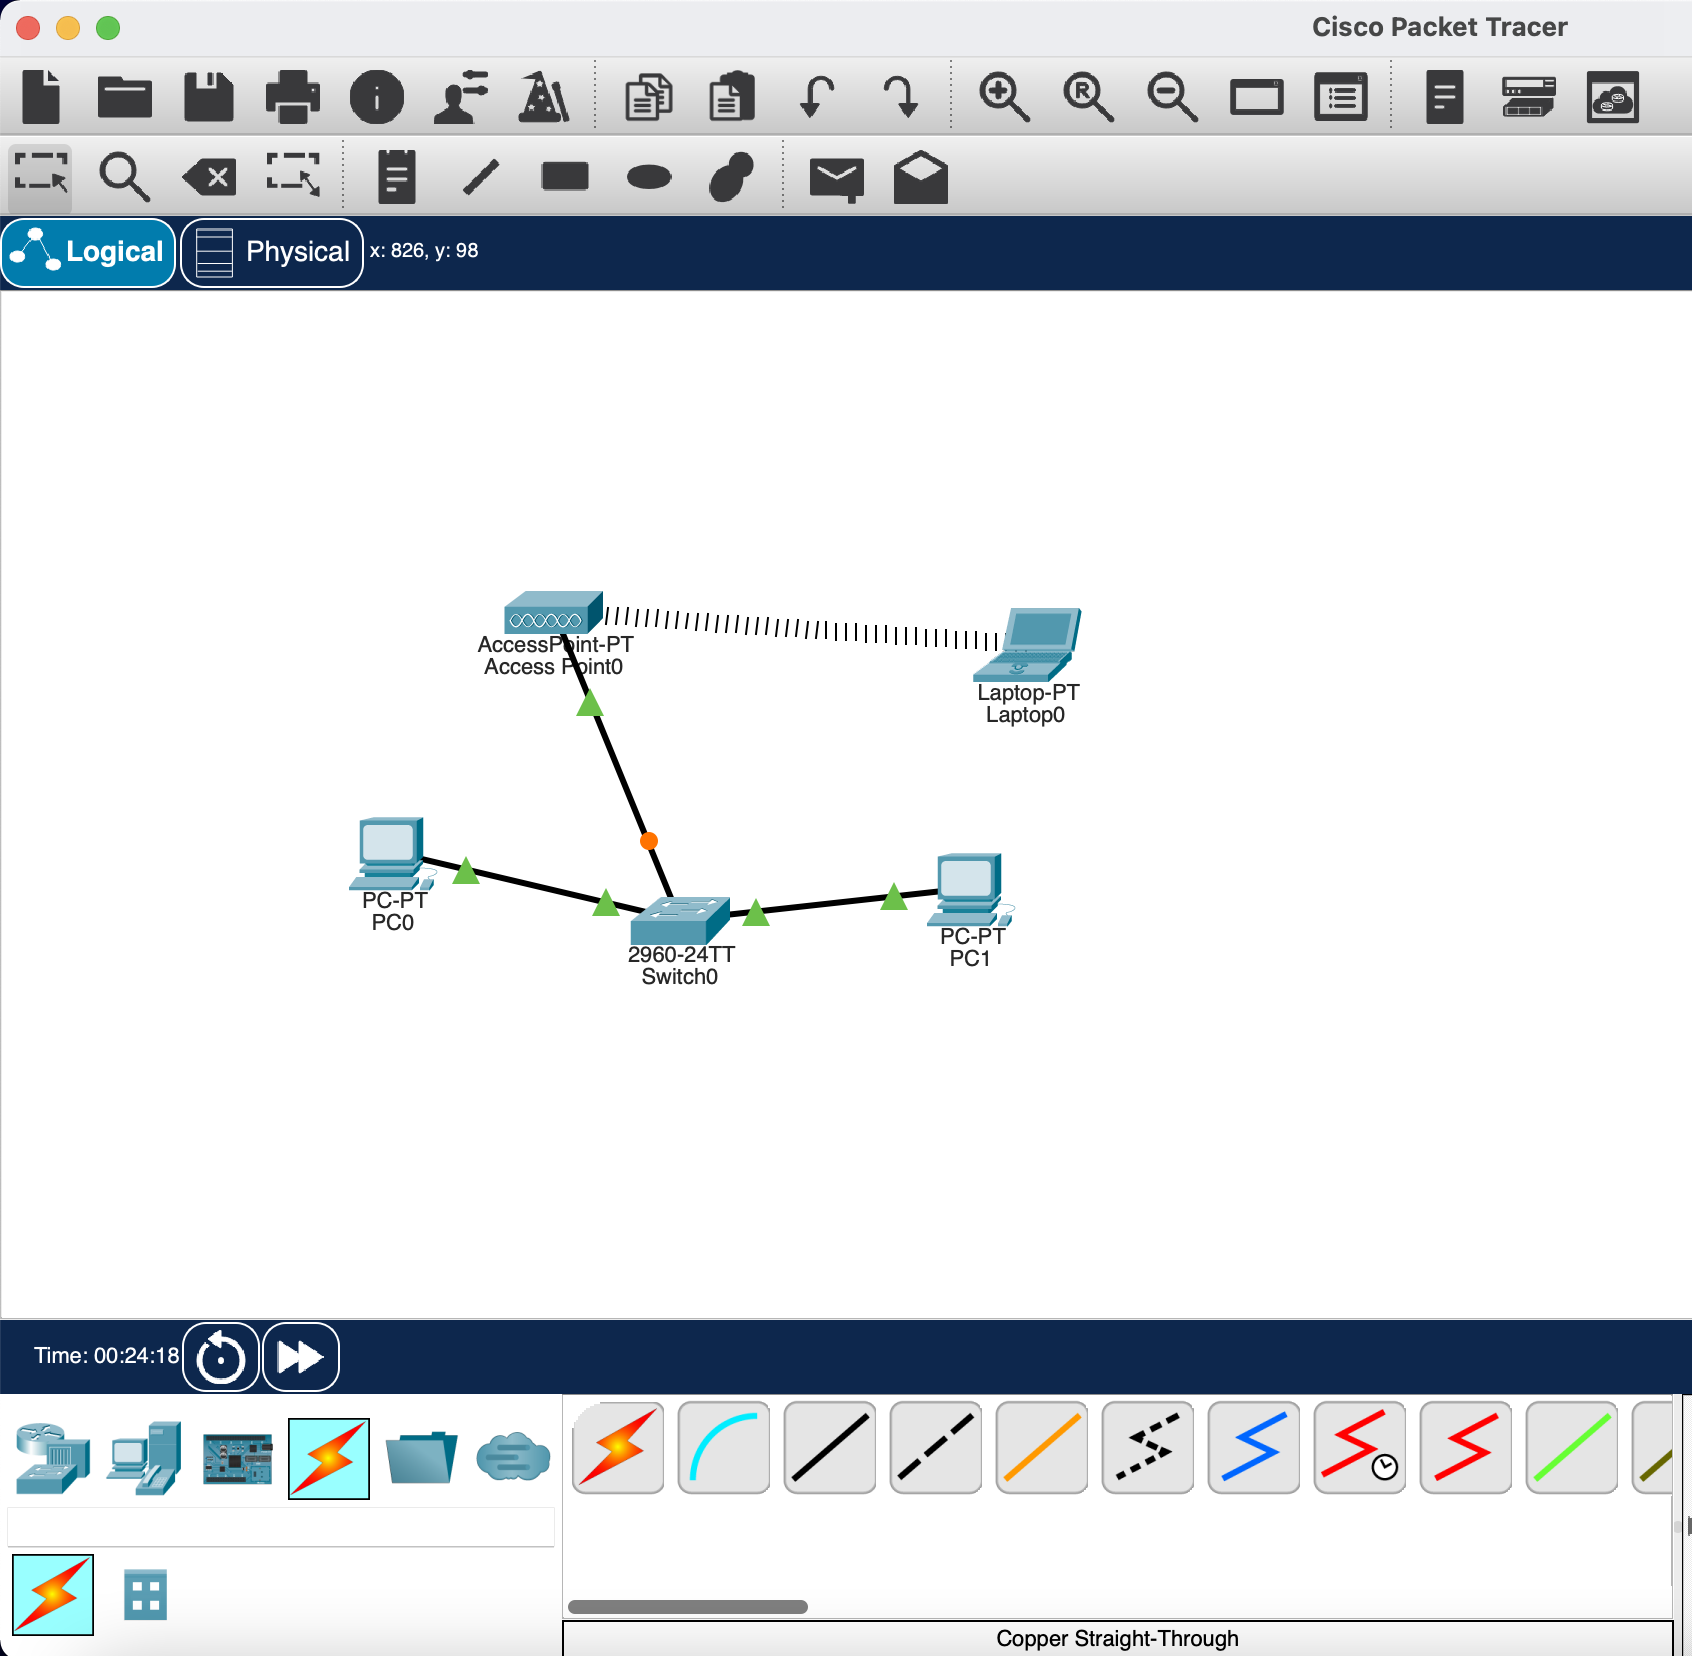 Cisco Packet Tracer
Logical
Physical
x: 826, y: 98
AccessPoint-PT
Access Point0
Laptop-PT
Laptop0
PC-PT
PC0
PC-PT
PC1
2960-24TT
Switch0
Time: 00:24:18
Copper Straight-Through